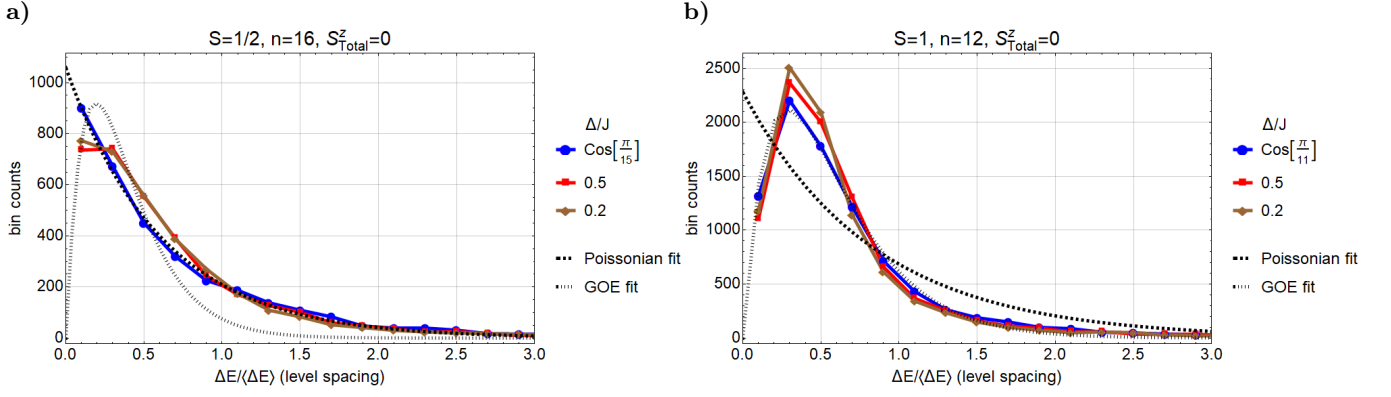 a)
S=1/2, n=16, S^z_Total=0
bin counts
1000
800
600
400
200
0
0.0 0.5 1.0 1.5 2.0 2.5 3.0
ΔE/⟨ΔE⟩ (level spacing)
Δ/J
Cos[π/15]
0.5
0.2
Poissonian fit
GOE fit
b)
S=1, n=12, S^z_Total=0
bin counts
2500
2000
1500
1000
500
0
0.0 0.5 1.0 1.5 2.0 2.5 3.0
ΔE/⟨ΔE⟩ (level spacing)
Δ/J
Cos[π/11]
0.5
0.2
Poissonian fit
GOE fit